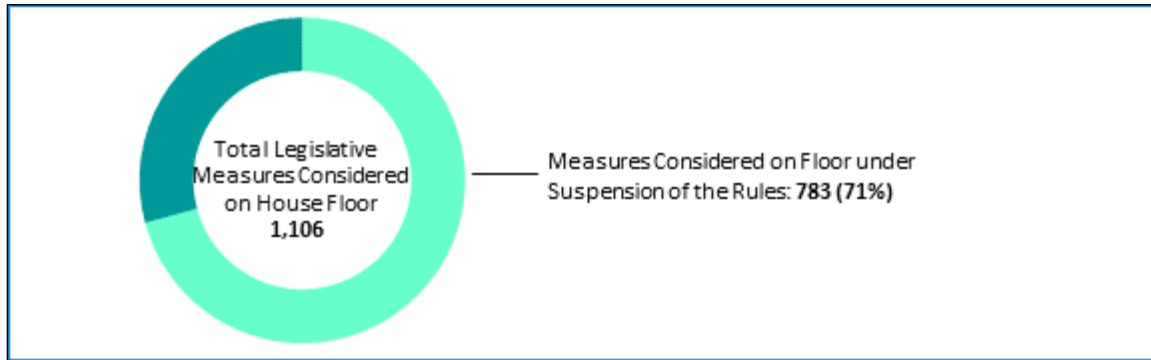 Total Legislative
Measures Considered
on House Floor
1,106
Measures Considered on Floor under
Suspension of the Rules: 783 (71%)